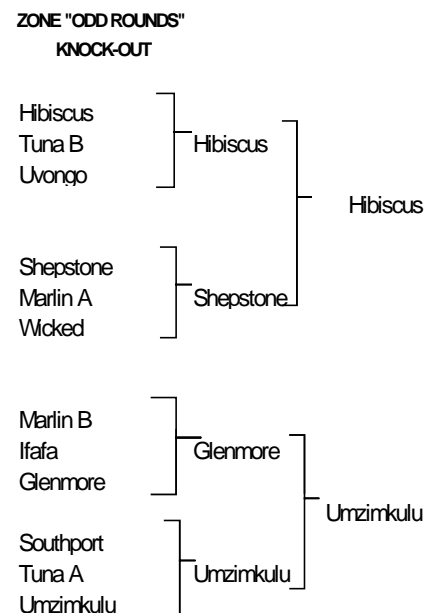 ZONE "ODD ROUNDS"
KNOCK-OUT
Hibiscus
Tuna B
Uvongo
Hibiscus
Shepstone
Marlin A
Wicked
Shepstone
Hibiscus
Marlin B
Ifafa
Glenmore
Glenmore
Southport
Tuna A
Umzimkulu
Umzimkulu
Umzimkulu